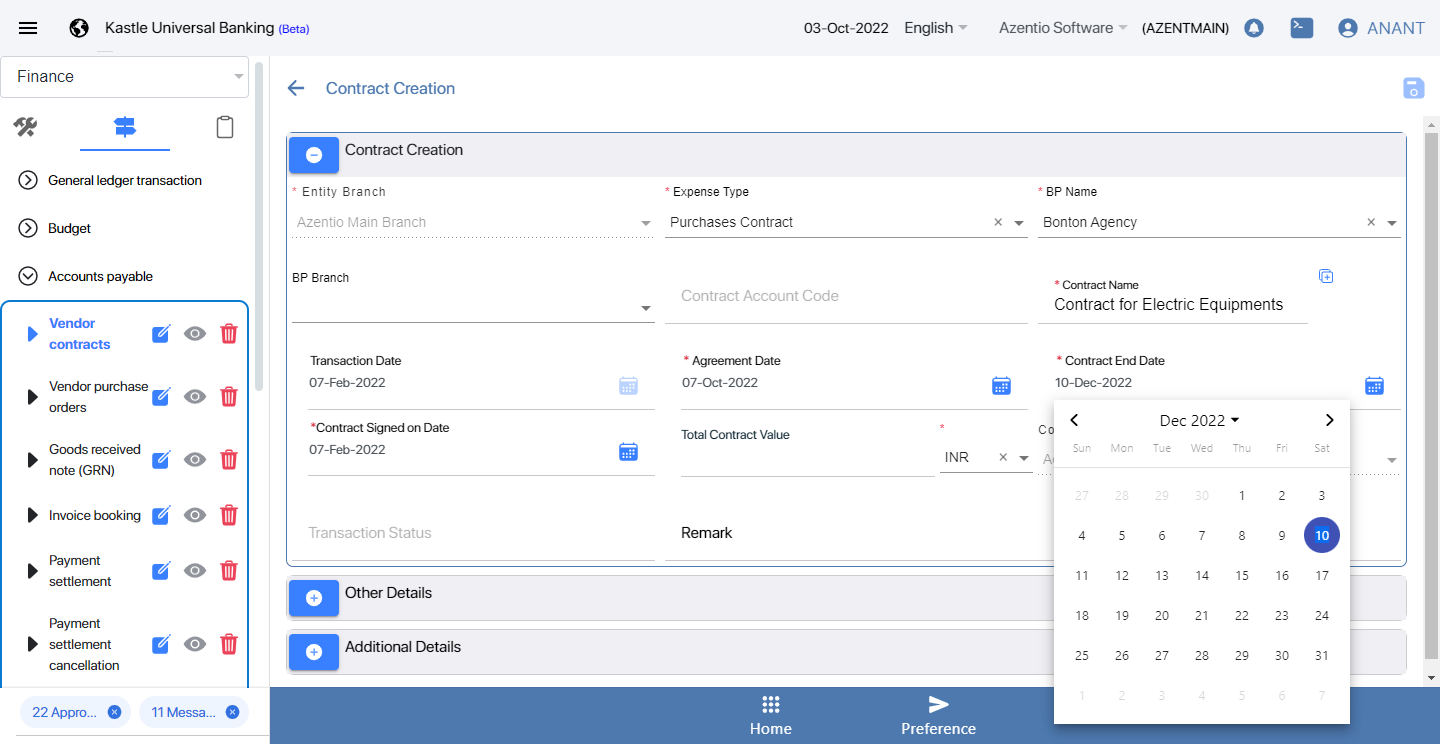 Kastle Universal Banking (Beta)
03-Oct-2022
English
Azentio Software
(AZENTMAIN)
ANANT
Finance
General ledger transaction
Budget
Accounts payable
Vendor
contracts
Vendor purchase
orders
Goods received
note (GRN)
Invoice booking
Payment
settlement
Payment
settlement
cancellation
22 Appro...
11 Messa...
Contract Creation
Contract Creation
* Entity Branch
Azentio Main Branch
* Expense Type
Purchases Contract
* BP Name
Bonton Agency
BP Branch
Contract Account Code
* Contract Name
Contract for Electric Equipments
Transaction Date
07-Feb-2022
* Agreement Date
07-Oct-2022
* Contract End Date
10-Dec-2022
*Contract Signed on Date
07-Feb-2022
Total Contract Value
*
INR
Transaction Status
Remark
Dec 2022
Sun Mon Tue Wed Thu Fri Sat
27 28 29 30 1 2 3
4 5 6 7 8 9 10
11 12 13 14 15 16 17
18 19 20 21 22 23 24
25 26 27 28 29 30 31
1 2 3 4 5 6 7
Other Details
Additional Details
Home
Preference